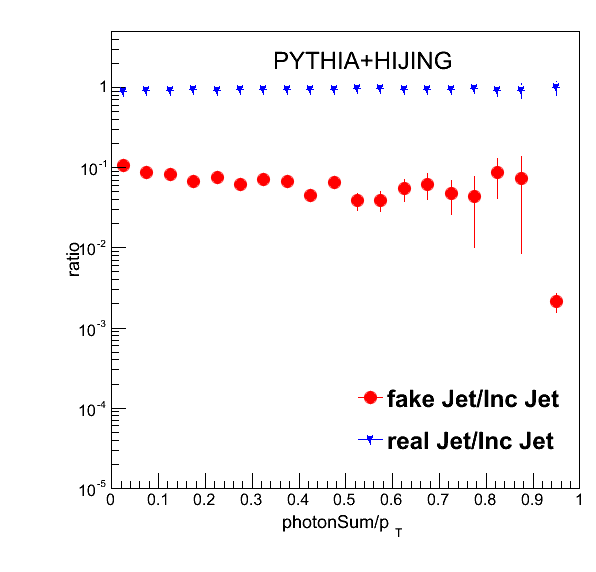 PYTHIA+HIJING
1
10-1
10-2
10-3
10-4
10-5
ratio
fake Jet/Inc Jet
real Jet/Inc Jet
0 0.1 0.2 0.3 0.4 0.5 0.6 0.7 0.8 0.9 1
photonSum/p T